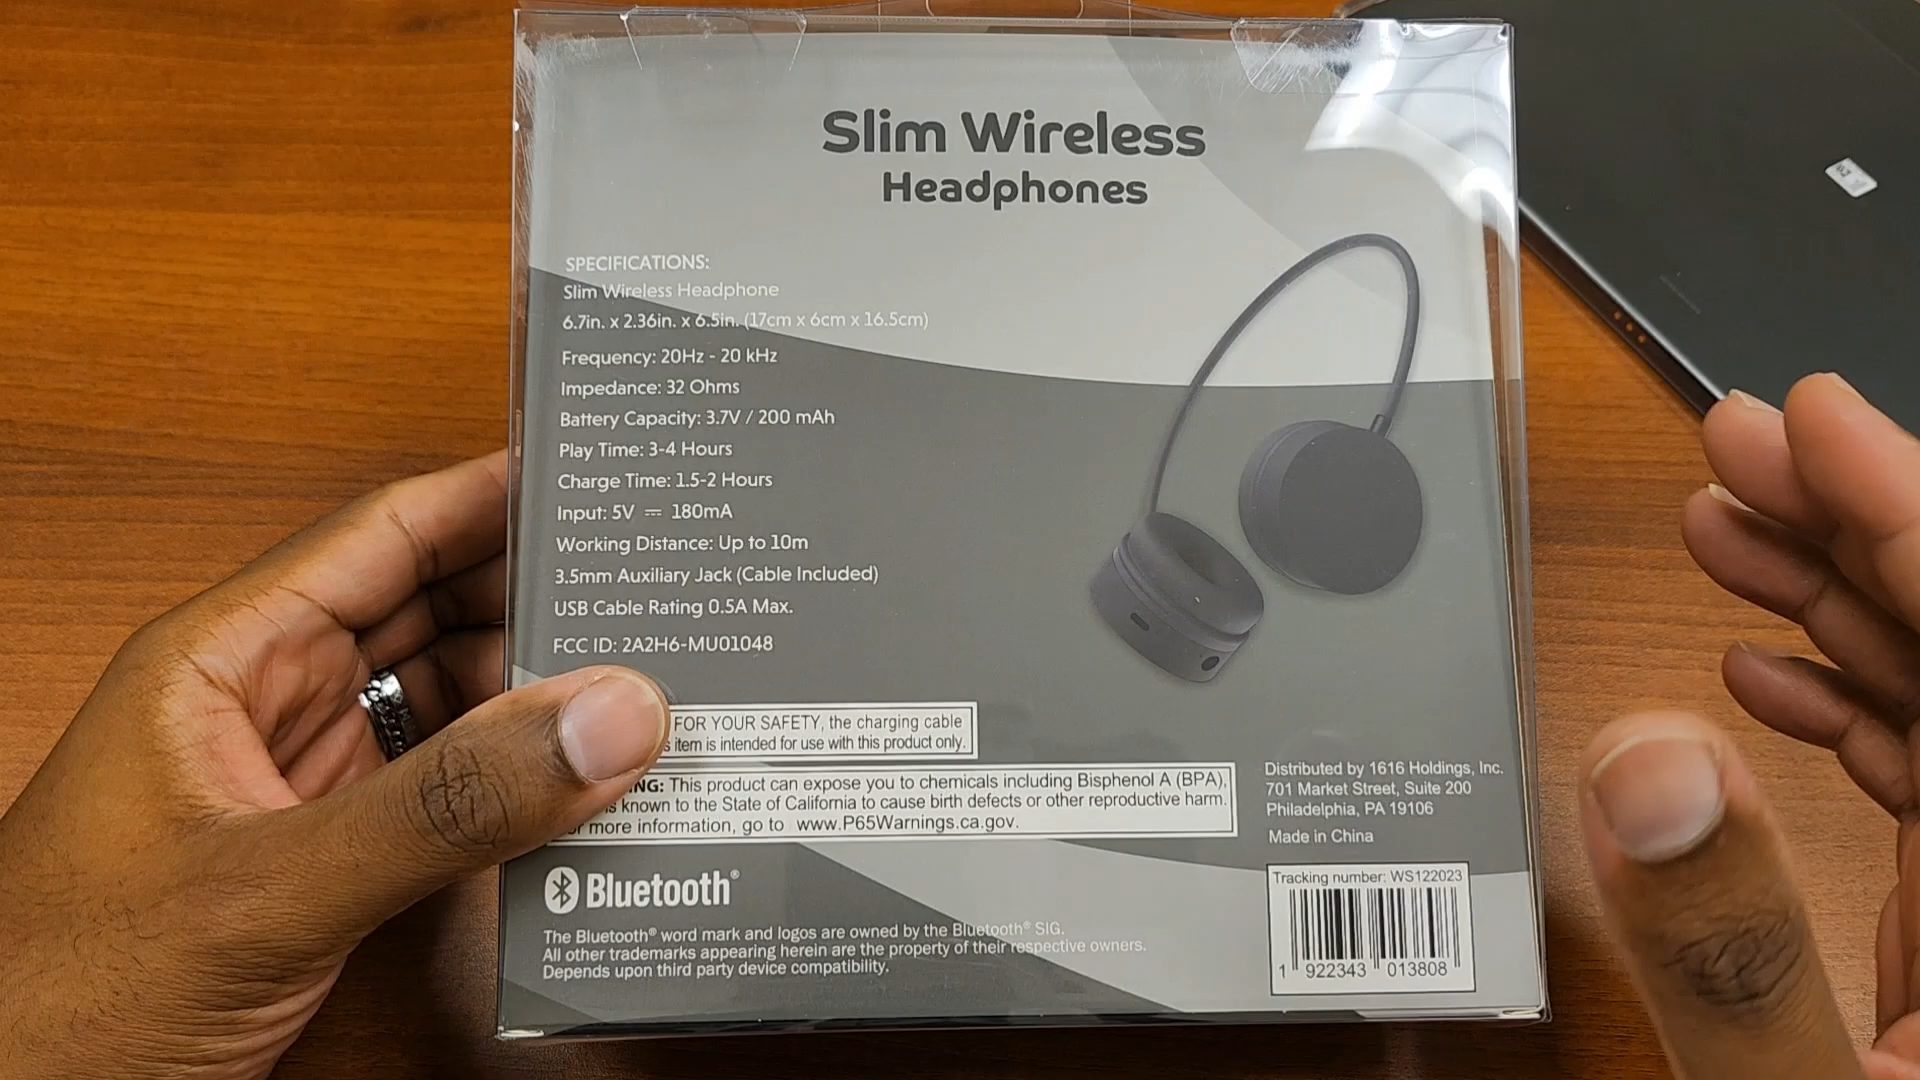 Slim Wireless
Headphones
SPECIFICATIONS:
Slim Wireless Headphone
6.7in. x 2.36in. x 6.5in. (17cm x 6cm x 16.5cm)
Frequency: 20Hz - 20 kHz
Impedance: 32 Ohms
Battery Capacity: 3.7V / 200 mAh
Play Time: 3-4 Hours
Charge Time: 1.5-2 Hours
Input: 5V ⎓ 180mA
Working Distance: Up to 10m
3.5mm Auxiliary Jack (Cable Included)
USB Cable Rating 0.5A Max.
FCC ID: 2A2H6-MU01048
FOR YOUR SAFETY, the charging cable
item is intended for use with this product only.
NG: This product can expose you to chemicals including Bisphenol A (BPA),
known to the State of California to cause birth defects or other reproductive harm.
more information, go to www.P65Warnings.ca.gov.
Distributed by 1616 Holdings, Inc.
701 Market Street, Suite 200
Philadelphia, PA 19106
Made in China
Bluetooth®
The Bluetooth® word mark and logos are owned by the Bluetooth® SIG.
All other trademarks appearing herein are the property of their respective owners.
Depends upon third party device compatibility.
Tracking number: WS122023
1 922343 013808